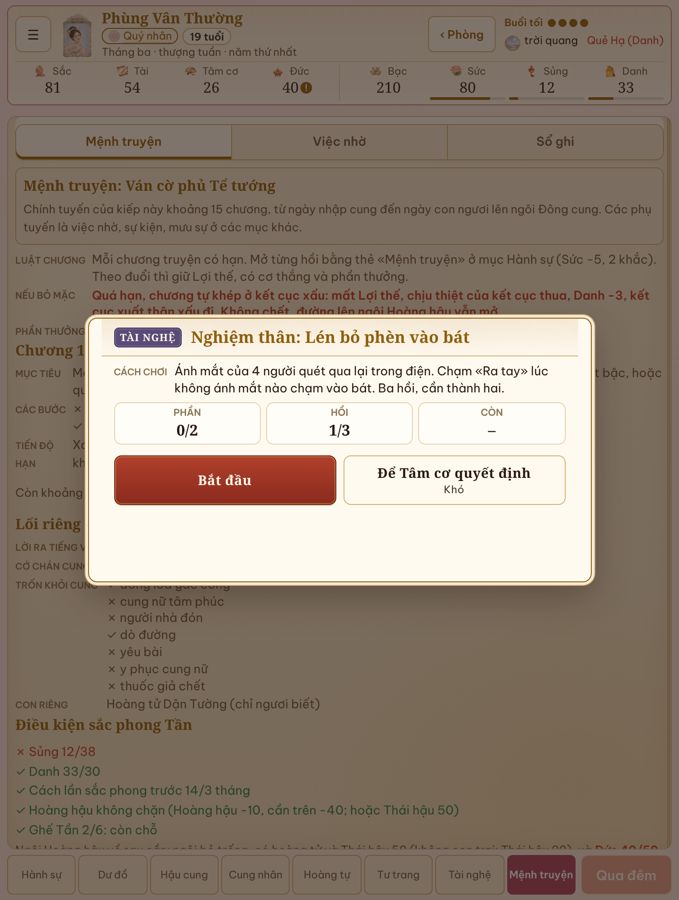 ☰
Phùng Vân Thường
Quý nhân
19 tuổi
Tháng ba · thượng tuần · năm thứ nhất
‹ Phòng
Buổi tối
trời quang
Quẻ Hạ (Danh)
Sắc
81
Tài
54
Tâm cơ
26
Đức
40 !
Bạc
210
Sức
80
Sủng
12
Danh
33
Mệnh truyện
Việc nhờ
Sổ ghi
Mệnh truyện: Ván cờ phủ Tể tướng
Chính tuyến của kiếp này khoảng 15 chương, từ ngày nhập cung đến ngày con ngươi lên ngôi Đông cung. Các phụ
tuyến là việc nhờ, sự kiện, mưu sự ở các mục khác.
LUẬT CHƯƠNG
Mỗi chương truyện có hạn. Mở từng hồi bằng thẻ «Mệnh truyện» ở mục Hành sự (Sức -5, 2 khắc).
Theo đuổi thì giữ Lợi thế, có cơ thắng và phần thưởng.
NẾU BỎ MẶC
Quá hạn, chương tự khép ở kết cục xấu: mất Lợi thế, chịu thiệt của kết cục thua, Danh -3, kết
cục xuất thân xấu đi. Không chết, đường lên ngôi Hoàng hậu vẫn mở.
PHẦN THƯỞNG
Chương 1
MỤC TIÊU
t bậc, hoặc
CÁC BƯỚC
×
✓
TIẾN ĐỘ
HẠN
Còn khoảng
Lối riêng
LỜI RA TIẾNG V
CỚ CHÁN CUN
TRỐN KHỎI CUNG
TÀI NGHỆ
Nghiệm thân: Lén bỏ phèn vào bát
CÁCH CHƠI
Ánh mắt của 4 người quét qua lại trong điện. Chạm «Ra tay» lúc
không ánh mắt nào chạm vào bát. Ba hồi, cần thành hai.
PHẦN
0/2
HỒI
1/3
CÒN
–
Bắt đầu
Để Tâm cơ quyết định
Khó
× cung nữ tâm phúc
× người nhà đón
✓ dò đường
× yêu bài
× y phục cung nữ
× thuốc giả chết
CON RIÊNG
Hoàng tử Dận Tường (chỉ ngươi biết)
Điều kiện sắc phong Tần
× Sủng 12/38
✓ Danh 33/30
✓ Cách lần sắc phong trước 14/3 tháng
✓ Hoàng hậu không chặn (Hoàng hậu -10, cần trên -40; hoặc Thái hậu 50)
✓ Ghế Tần 2/6: còn chỗ
Hành sự
Dư đồ
Hậu cung
Cung nhân
Hoàng tự
Tư trang
Tài nghệ
Mệnh truyện
Qua đêm